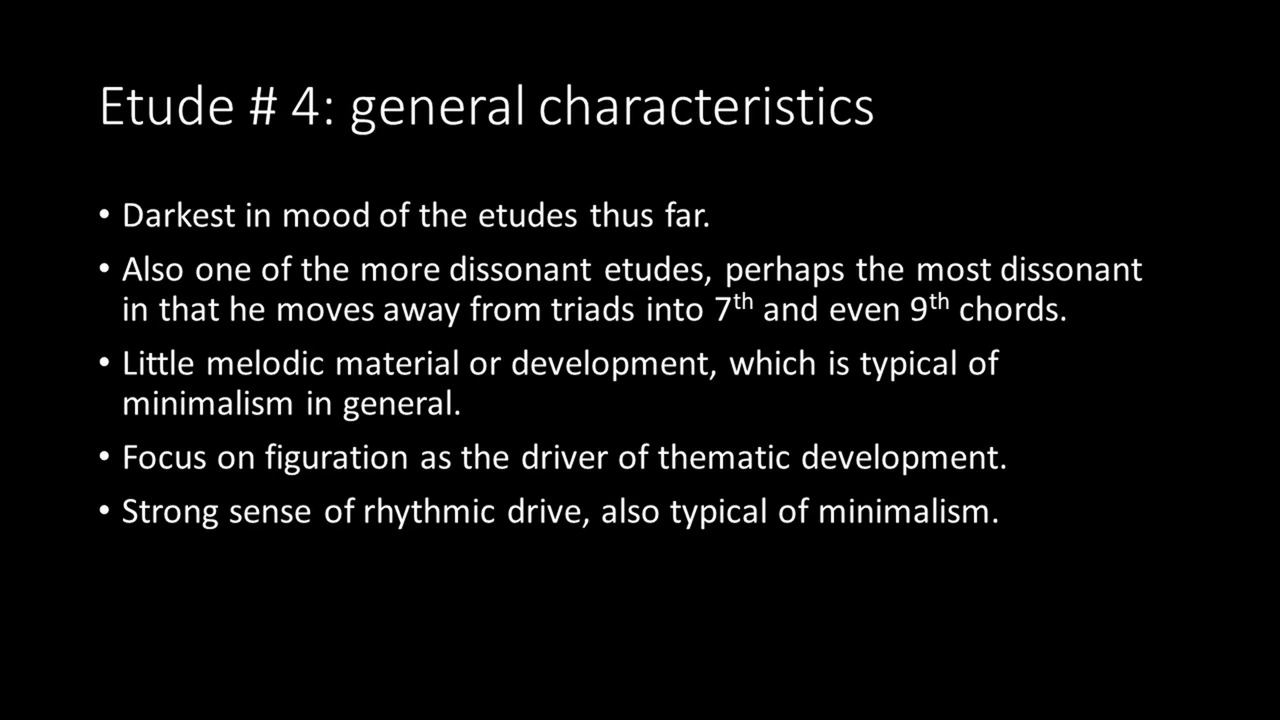 Etude # 4: general characteristics
• Darkest in mood of the etudes thus far.
• Also one of the more dissonant etudes, perhaps the most dissonant
in that he moves away from triads into 7th and even 9th chords.
• Little melodic material or development, which is typical of
minimalism in general.
• Focus on figuration as the driver of thematic development.
• Strong sense of rhythmic drive, also typical of minimalism.